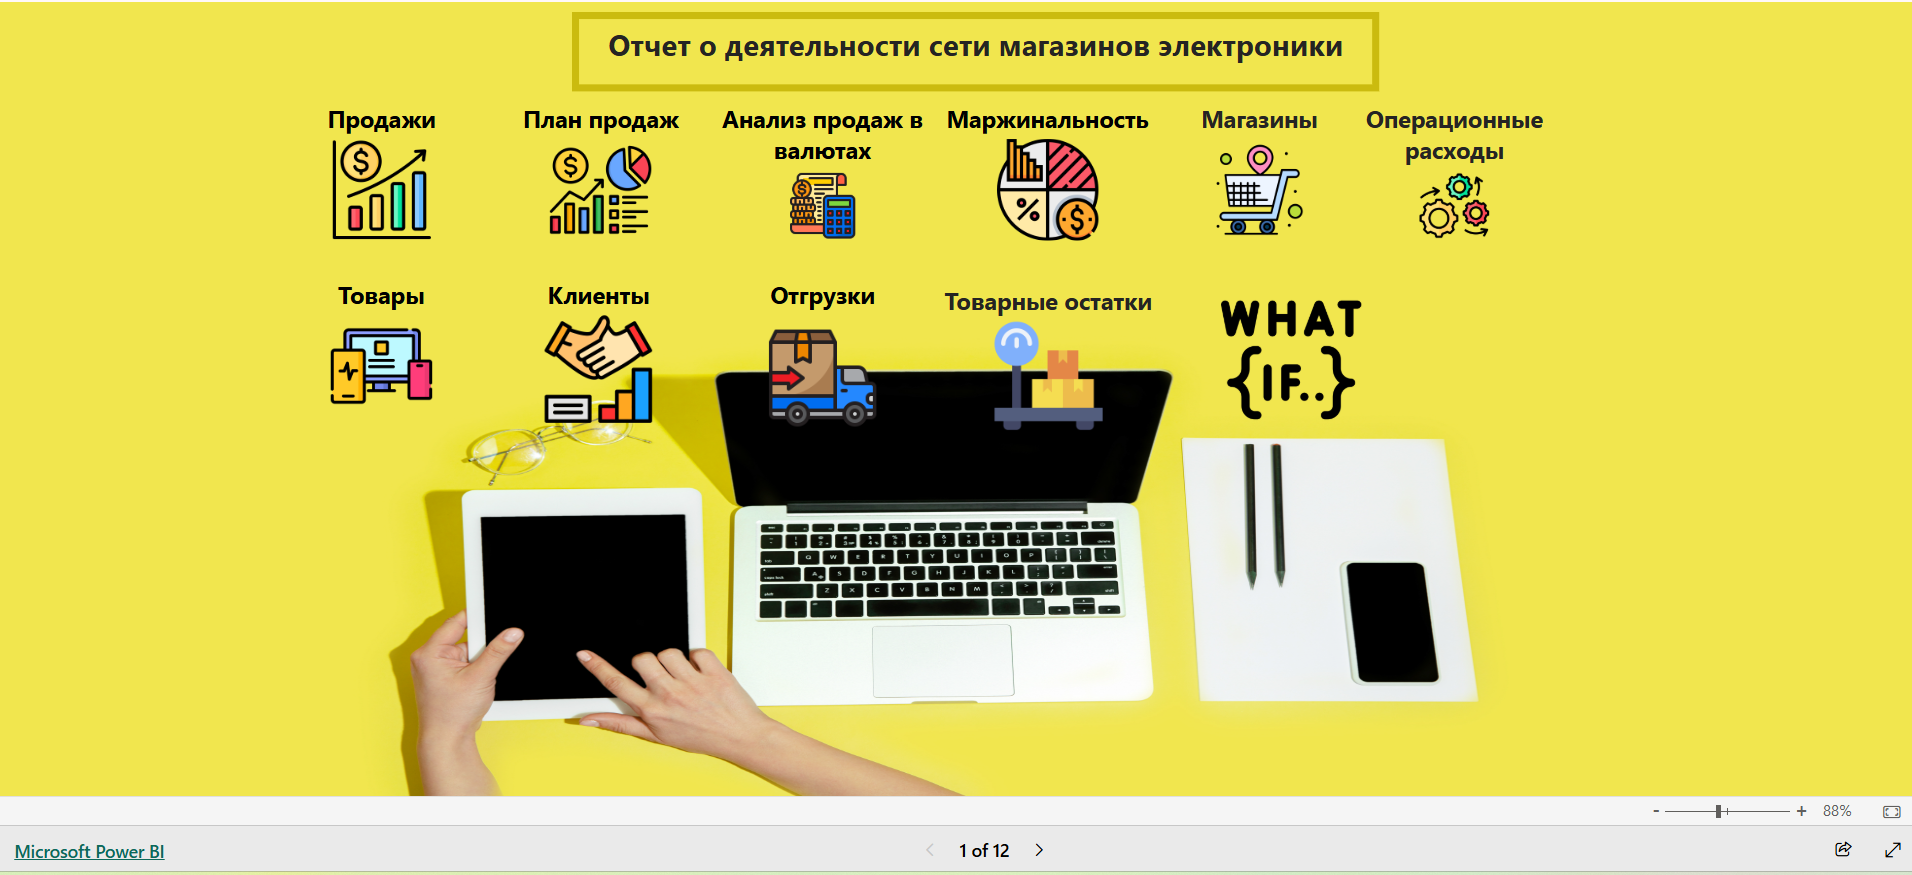 Отчет о деятельности сети магазинов электроники
Продажи
План продаж
Анализ продаж в
валютах
Маржинальность
Магазины
Операционные
расходы
Товары
Клиенты
Отгрузки
Товарные остатки
WHAT
{IF..}
- + 88%
Microsoft Power BI
1 of 12